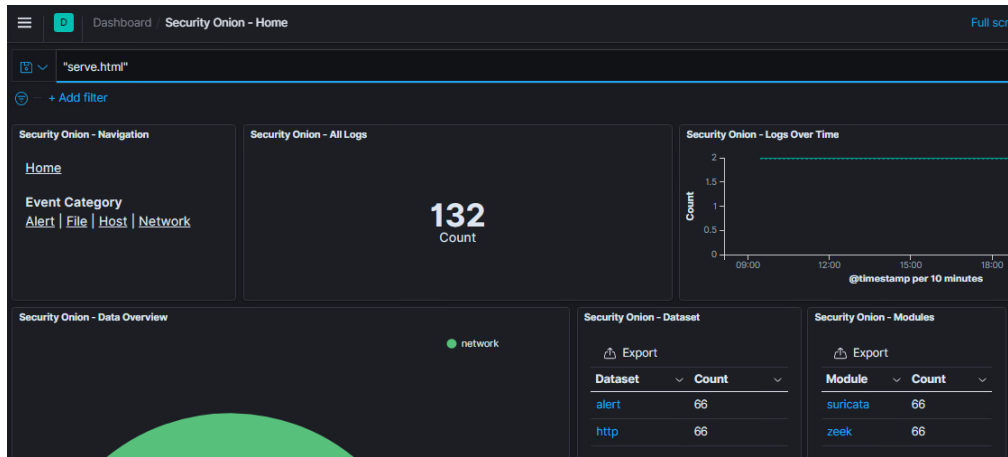 D Dashboard / Security Onion - Home Full scr
"serve.html"
+ Add filter
Security Onion - Navigation
Home
Event Category
Alert | File | Host | Network
Security Onion - All Logs
132
Count
Security Onion - Logs Over Time
Count
2
1.5
1
0.5
0
09:00 12:00 15:00 18:00
@timestamp per 10 minutes
Security Onion - Data Overview
network
Security Onion - Dataset
Export
Dataset Count
alert 66
http 66
Security Onion - Modules
Export
Module Count
suricata 66
zeek 66